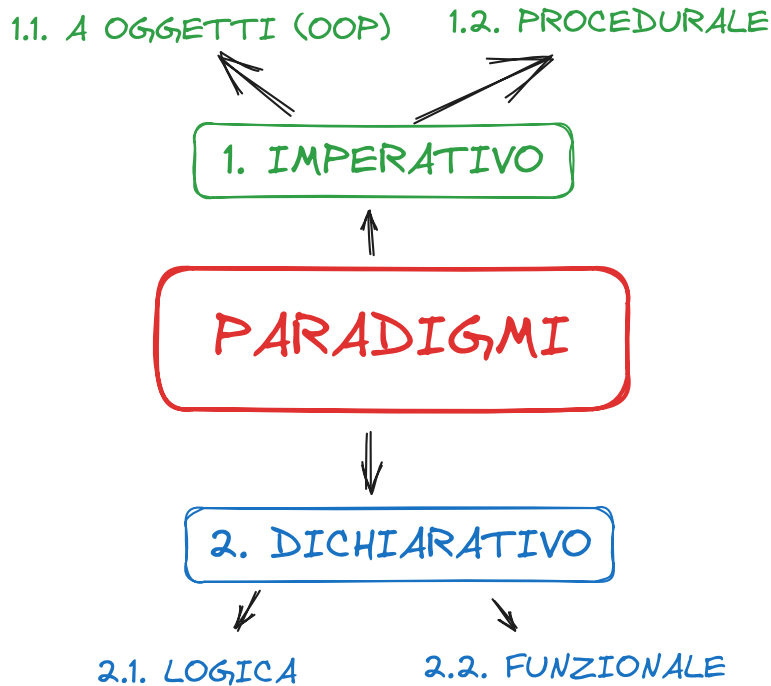 1.1. A OGGETTI (OOP)
1.2. PROCEDURALE
1. IMPERATIVO
PARADIGMI
2. DICHIARATIVO
2.1. LOGICA
2.2. FUNZIONALE